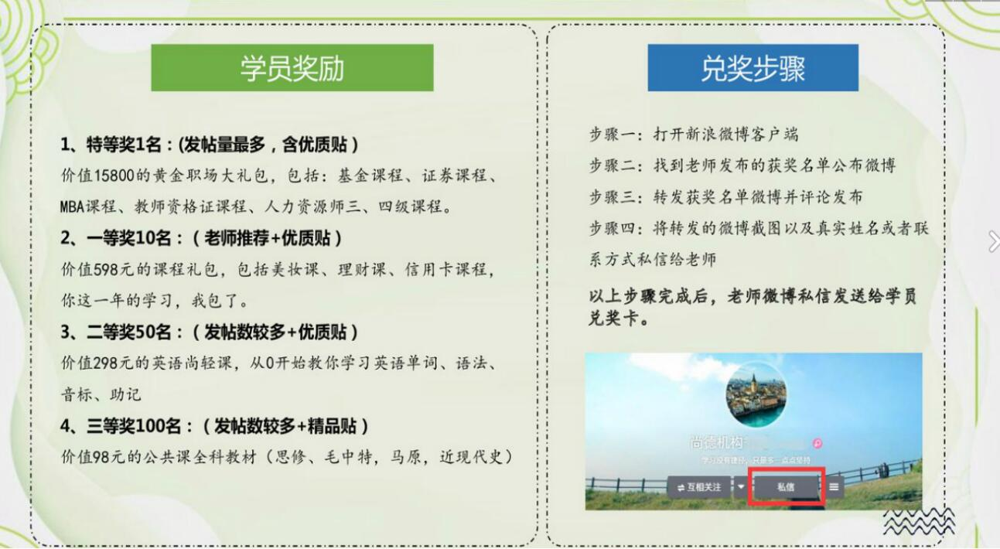 学员奖励
1、特等奖1名：(发帖量最多，含优质贴)
价值15800的黄金职场大礼包，包括：基金课程、证券课程、
MBA课程、教师资格证课程、人力资源师三、四级课程。
2、一等奖10名：（老师推荐+优质贴）
价值598元的课程礼包，包括美妆课、理财课、信用卡课程，
你这一年的学习，我包了。
3、二等奖50名：（发帖数较多+优质贴）
价值298元的英语尚轻课，从0开始教你学习英语单词、语法、
音标、助记
4、三等奖100名：（发帖数较多+精品贴）
价值98元的公共课全科教材（思修、毛中特，马原，近现代史）
兑奖步骤
步骤一：打开新浪微博客户端
步骤二：找到老师发布的获奖名单公布微博
步骤三：转发获奖名单微博并评论发布
步骤四：将转发的微博截图以及真实姓名或者联
系方式私信给老师
以上步骤完成后，老师微博私信发送给学员
兑奖卡。
尚德机构
学习没有捷径，只是多一点点坚持
互相关注
私信